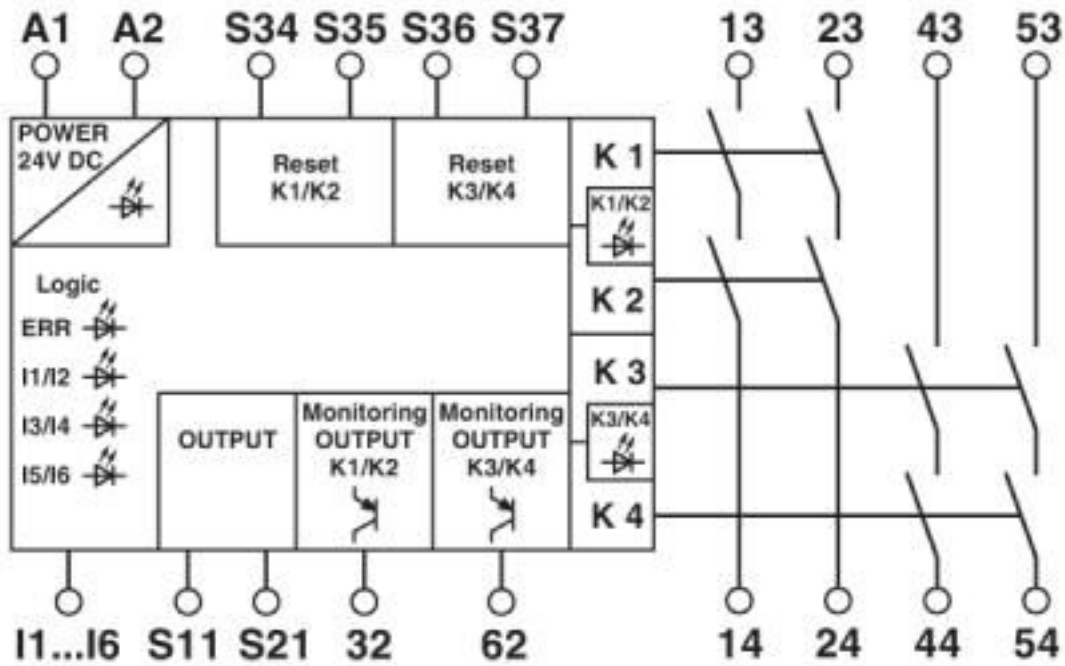 A1 A2 S34 S35 S36 S37 13 23 43 53
POWER
24V DC
Reset
K1/K2
Reset
K3/K4
K 1
K1/K2
K 2
Logic
ERR
I1/I2
I3/I4
I5/I6
K 3
K3/K4
K 4
OUTPUT
Monitoring
OUTPUT
K1/K2
Monitoring
OUTPUT
K3/K4
I1...I6 S11 S21 32 62 14 24 44 54